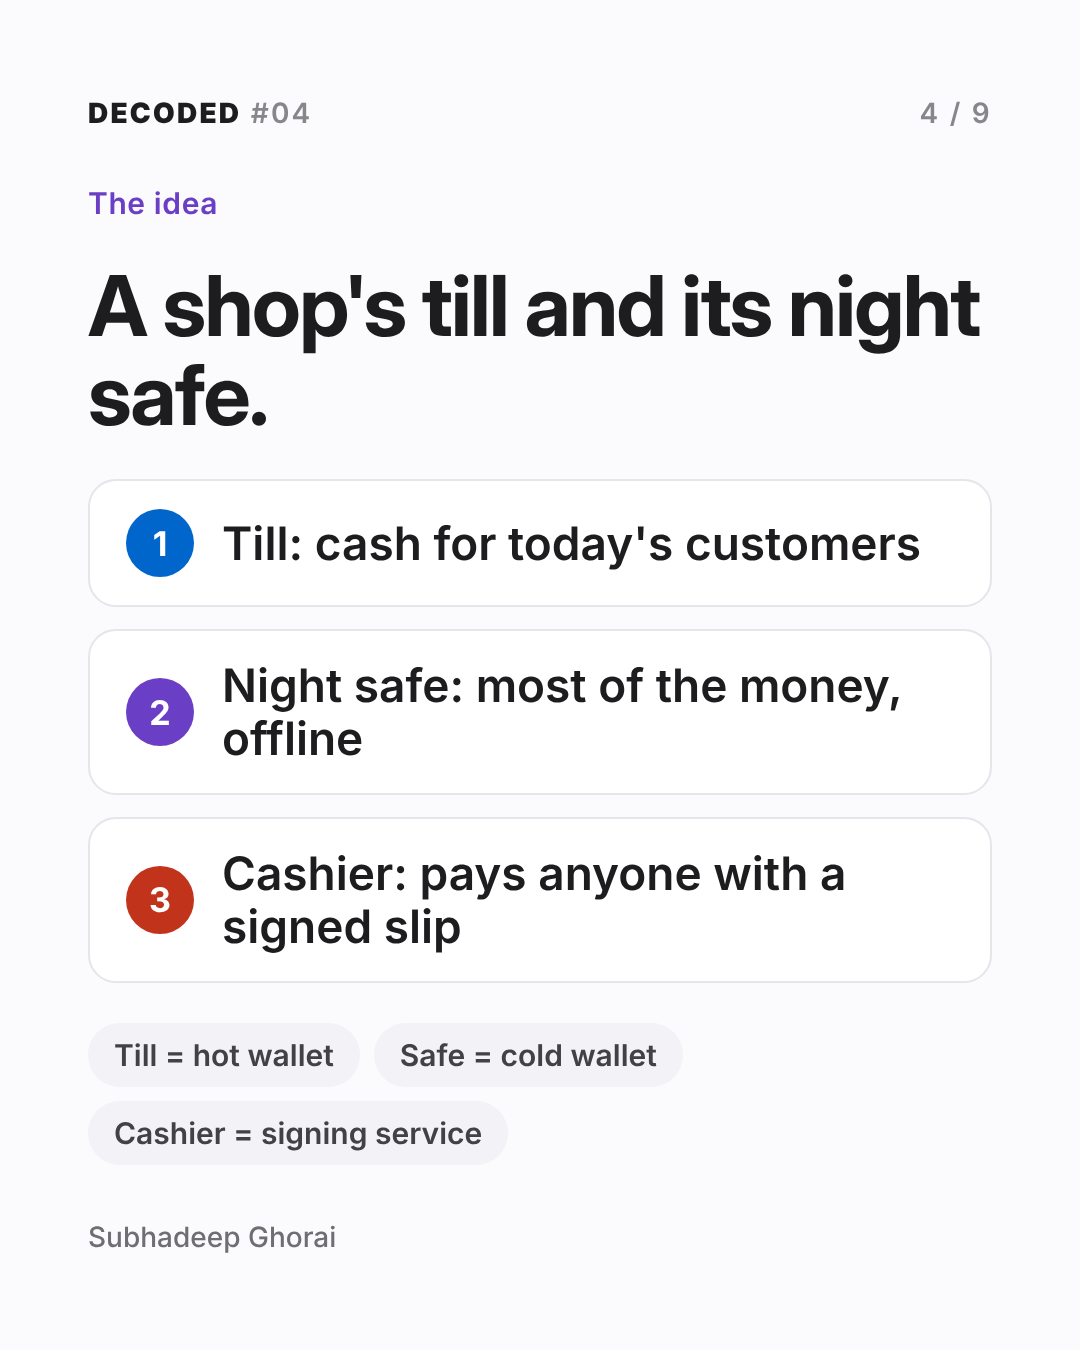 DECODED #04
4 / 9
The idea
A shop's till and its night
safe.
1
Till: cash for today's customers
2
Night safe: most of the money,
offline
3
Cashier: pays anyone with a
signed slip
Till = hot wallet
Safe = cold wallet
Cashier = signing service
Subhadeep Ghorai